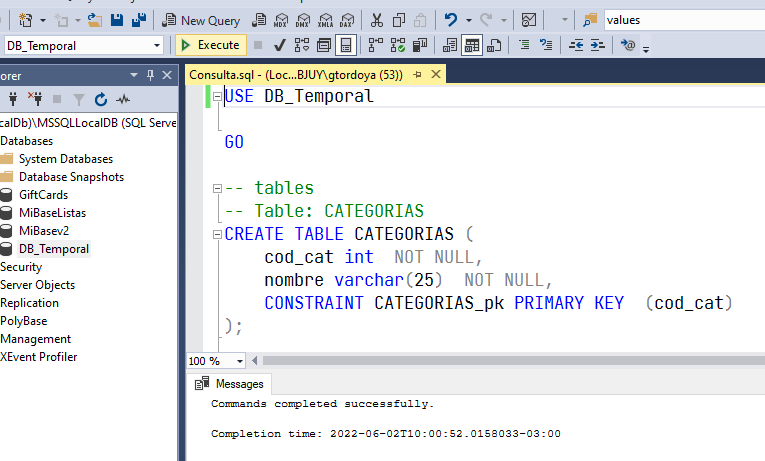 New Query MDX DMX XMLA DAX values
DB_Temporal Execute
orer
Consulta.sql - (Loc...BJUY\gtordoya (53))
calDb)\MSSQLLocalDB (SQL Serve
Databases
System Databases
Database Snapshots
GiftCards
MiBaseListas
MiBasev2
DB_Temporal
Security
Server Objects
Replication
PolyBase
Management
XEvent Profiler
USE DB_Temporal
GO
-- tables
-- Table: CATEGORIAS
CREATE TABLE CATEGORIAS (
cod_cat int NOT NULL,
nombre varchar(25) NOT NULL,
CONSTRAINT CATEGORIAS_pk PRIMARY KEY (cod_cat)
);
100 %
Messages
Commands completed successfully.
Completion time: 2022-06-02T10:00:52.0158033-03:00